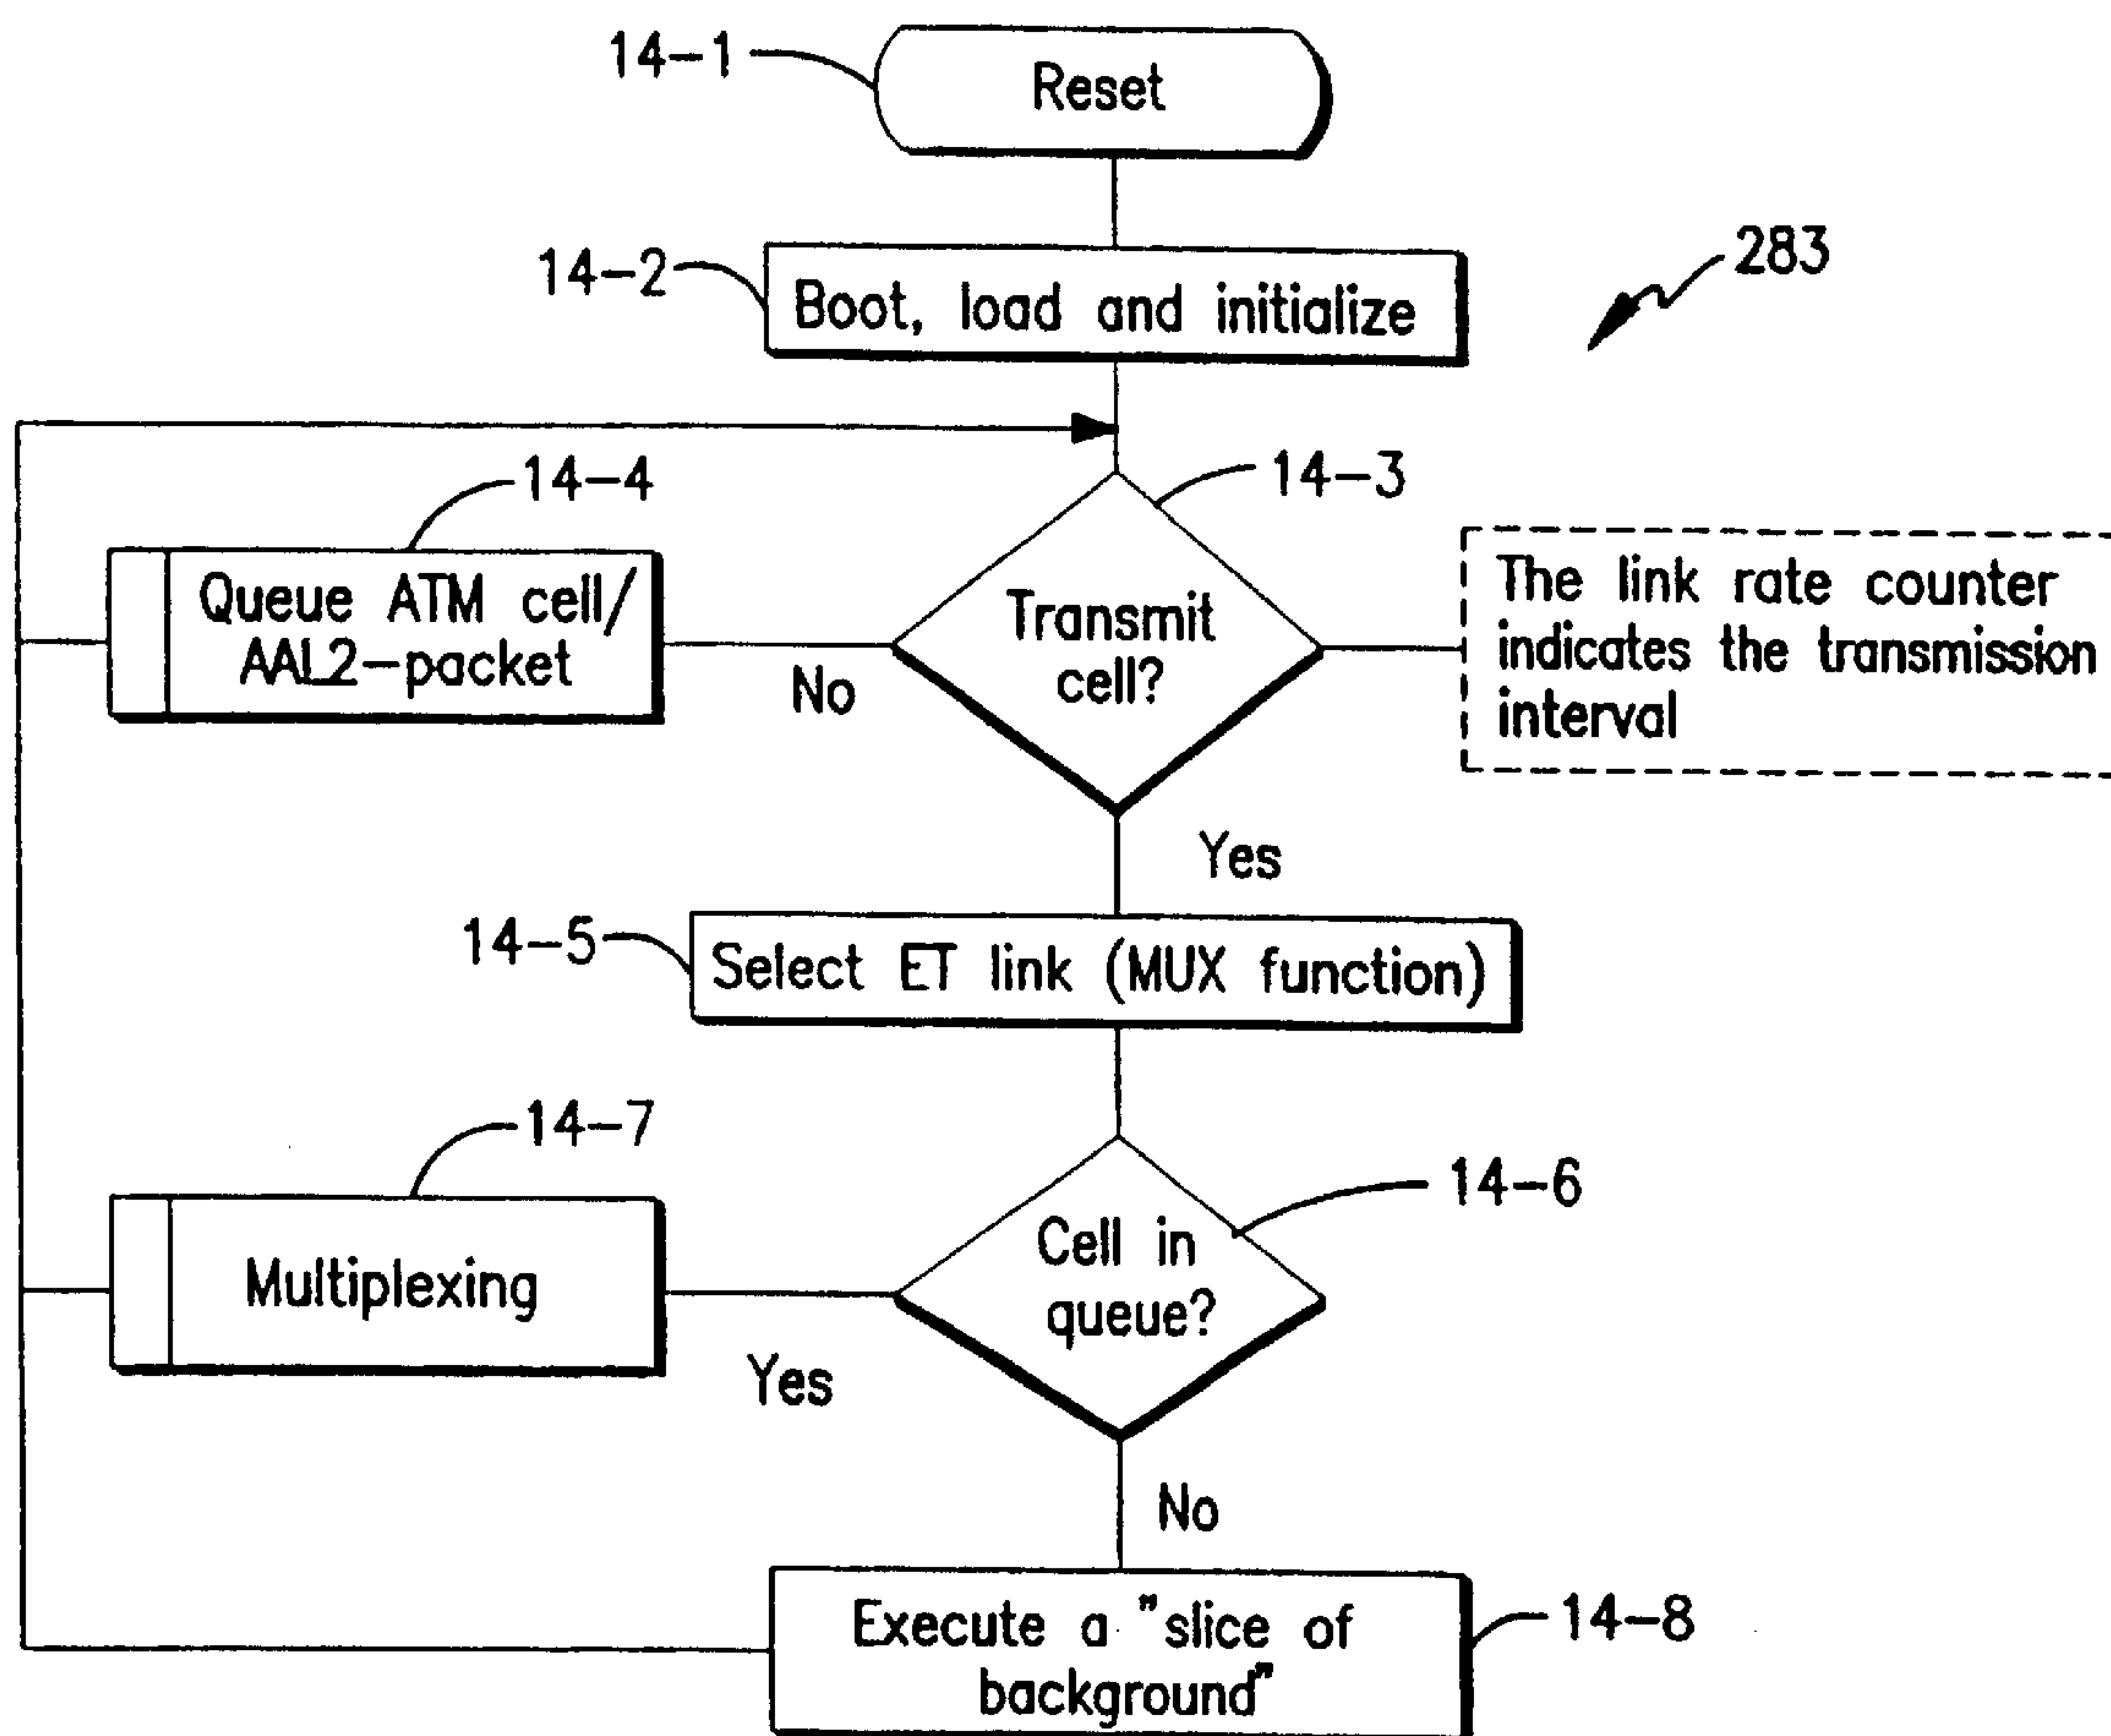 14-1
Reset
14-2
Boot, load and initialize
283
14-4
14-3
Queue ATM cell/
AAL2-packet
No
Transmit
cell?
The link rate counter
indicates the transmission
interval
Yes
14-5
Select ET link (MUX function)
14-7
14-6
Multiplexing
Yes
Cell in
queue?
No
Execute a "slice of
background"
14-8